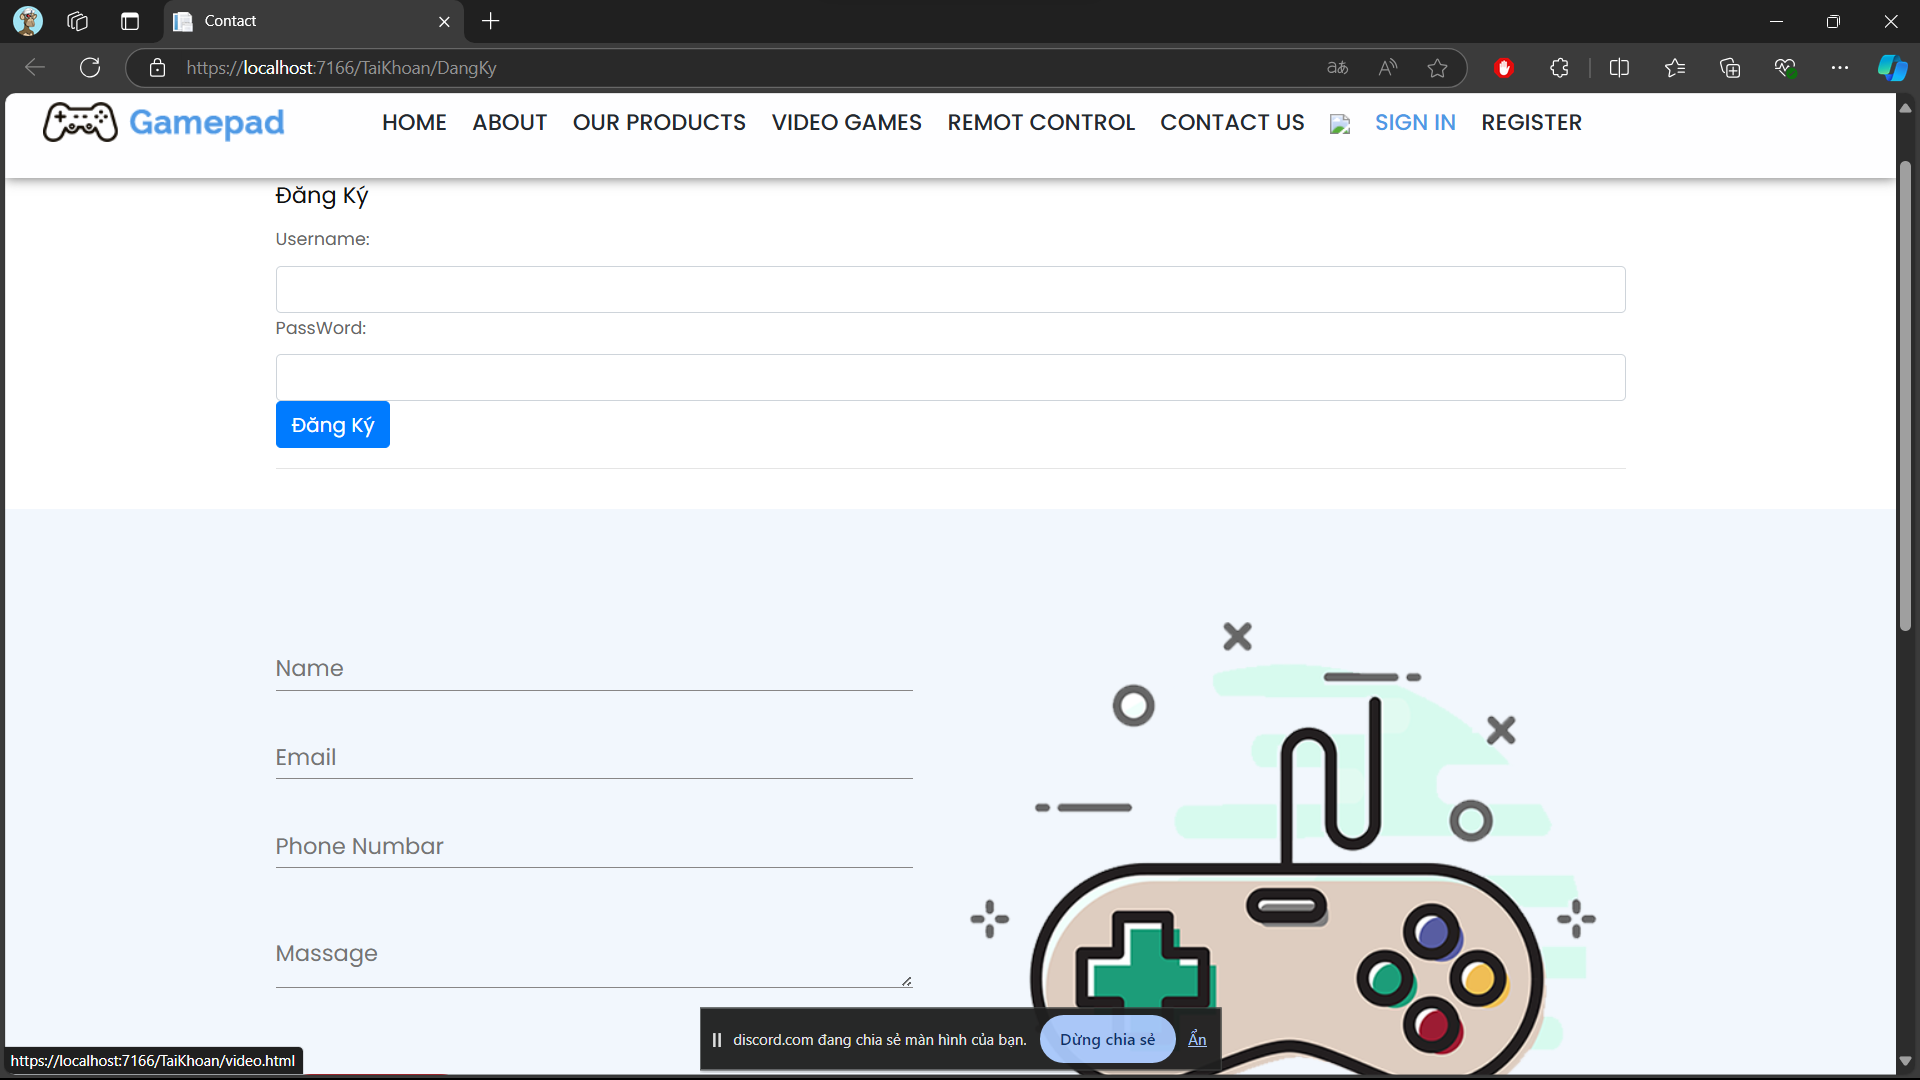 Contact
https://localhost:7166/TaiKhoan/DangKy
Gamepad
HOME ABOUT OUR PRODUCTS VIDEO GAMES REMOT CONTROL CONTACT US SIGN IN REGISTER
Đăng Ký
Username:
PassWord:
Đăng Ký
Name
Email
Phone Numbar
Massage
discord.com đang chia sẻ màn hình của bạn. Dừng chia sẻ Ẩn
https://localhost:7166/TaiKhoan/video.html